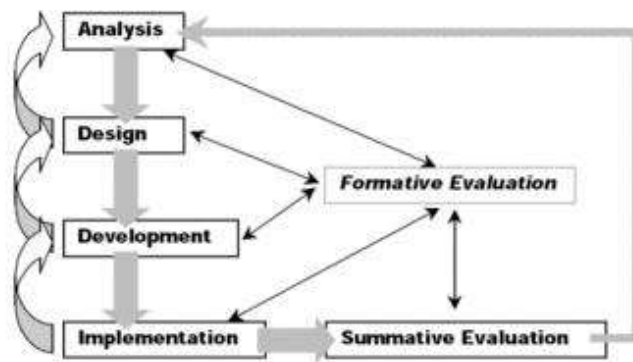 Analysis
Design
Formative Evaluation
Development
Implementation
Summative Evaluation